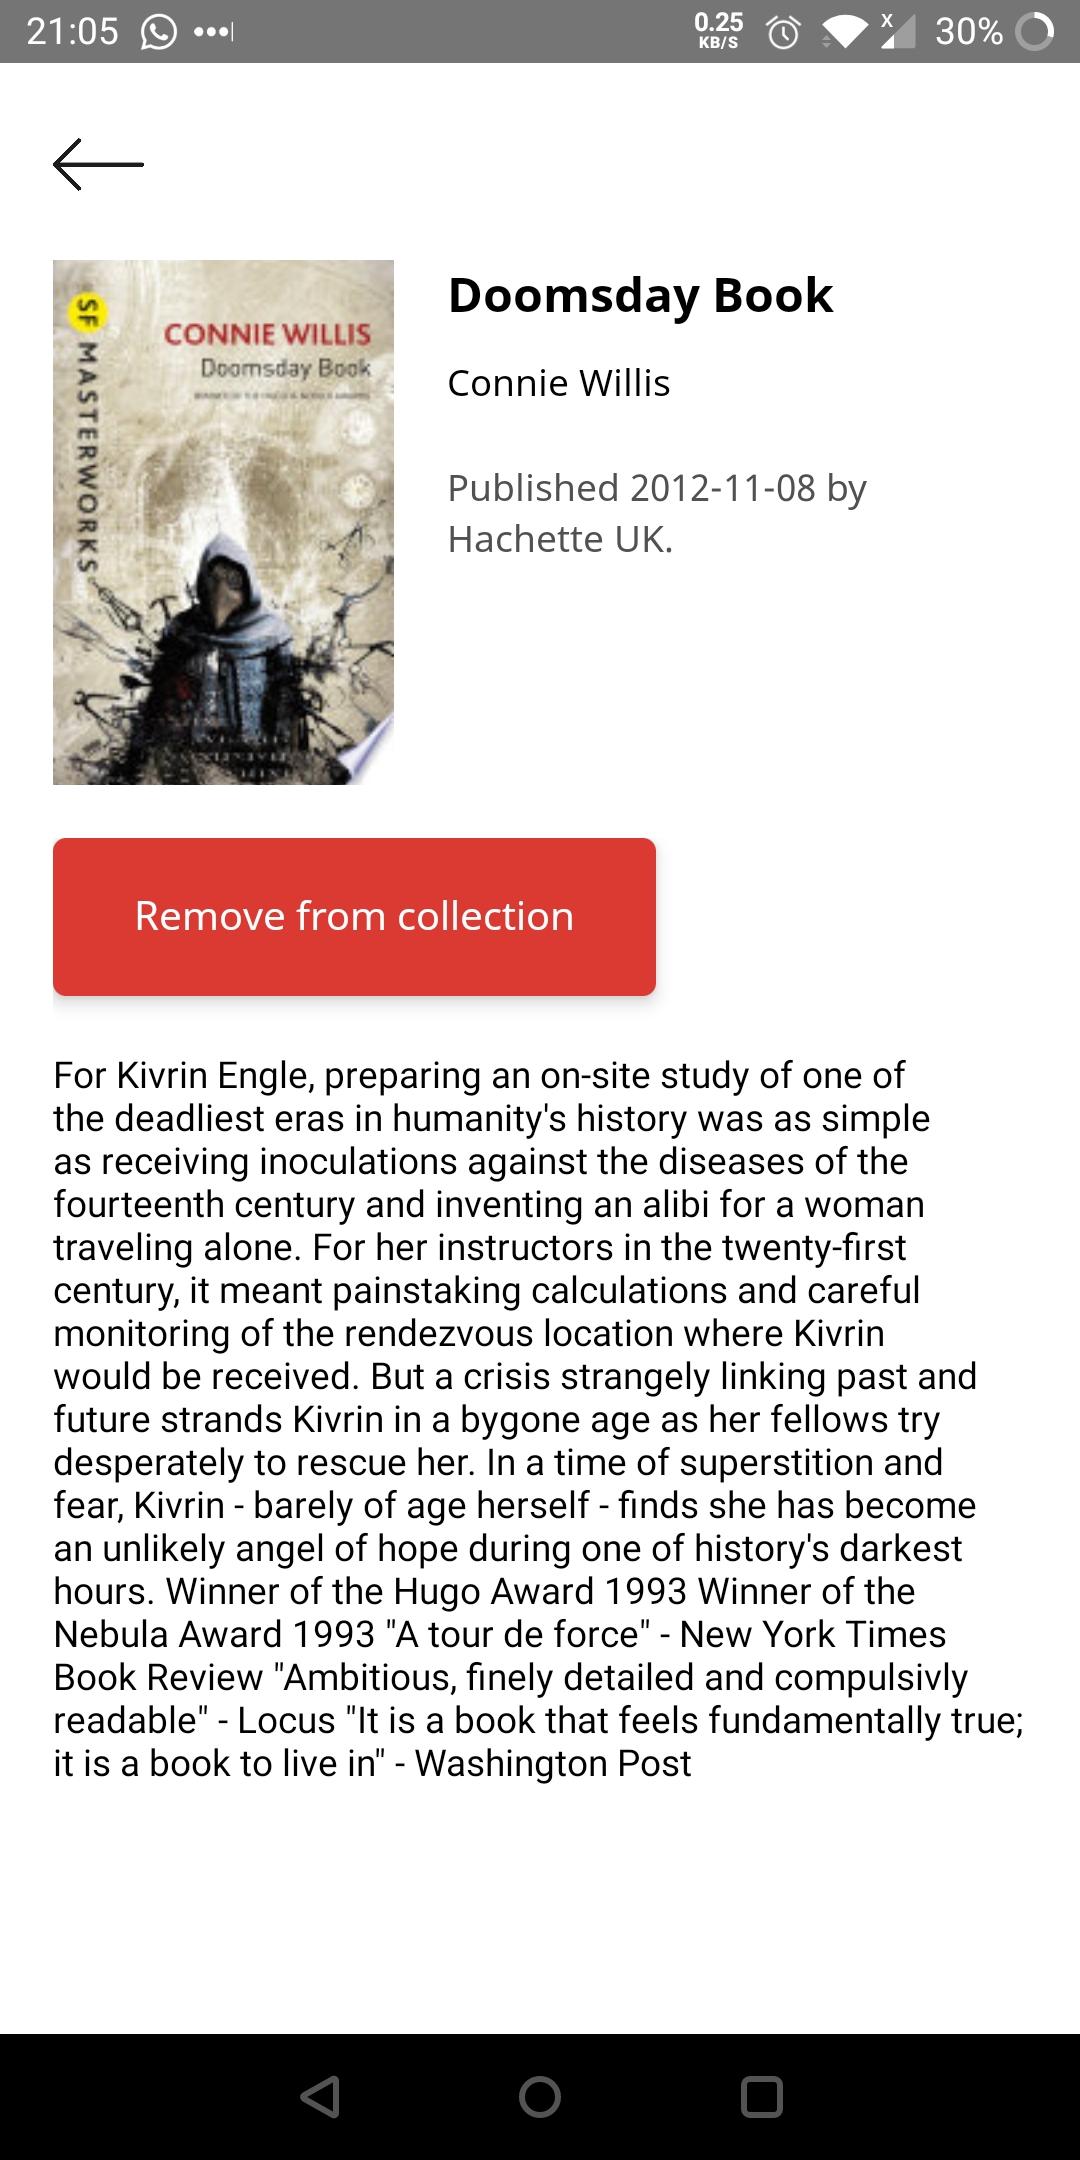 21:05
0.25
KB/S
X
30%
SF MASTERWORKS
CONNIE WILLIS
Doomsday Book
Doomsday Book
Connie Willis
Published 2012-11-08 by
Hachette UK.
Remove from collection
For Kivrin Engle, preparing an on-site study of one of
the deadliest eras in humanity's history was as simple
as receiving inoculations against the diseases of the
fourteenth century and inventing an alibi for a woman
traveling alone. For her instructors in the twenty-first
century, it meant painstaking calculations and careful
monitoring of the rendezvous location where Kivrin
would be received. But a crisis strangely linking past and
future strands Kivrin in a bygone age as her fellows try
desperately to rescue her. In a time of superstition and
fear, Kivrin - barely of age herself - finds she has become
an unlikely angel of hope during one of history's darkest
hours. Winner of the Hugo Award 1993 Winner of the
Nebula Award 1993 "A tour de force" - New York Times
Book Review "Ambitious, finely detailed and compulsivly
readable" - Locus "It is a book that feels fundamentally true;
it is a book to live in" - Washington Post